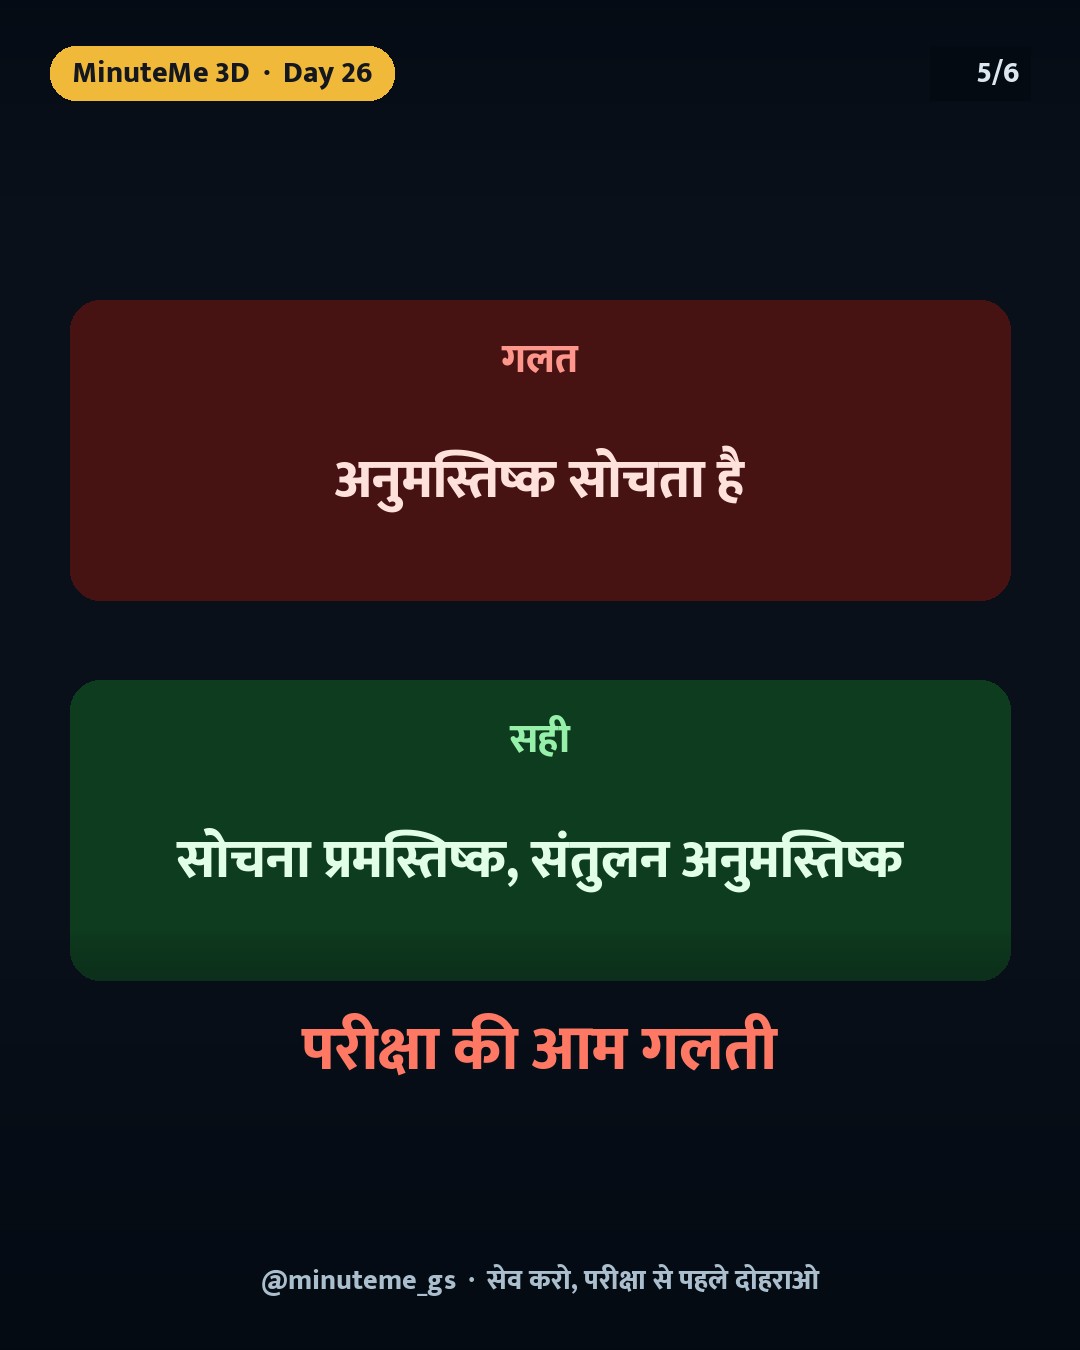 MinuteMe 3D · Day 26
5/6
गलत
अनुमस्तिष्क सोचता है
सही
सोचना प्रमस्तिष्क, संतुलन अनुमस्तिष्क
परीक्षा की आम गलती
@minuteme_gs · सेव करो, परीक्षा से पहले दोहराओ